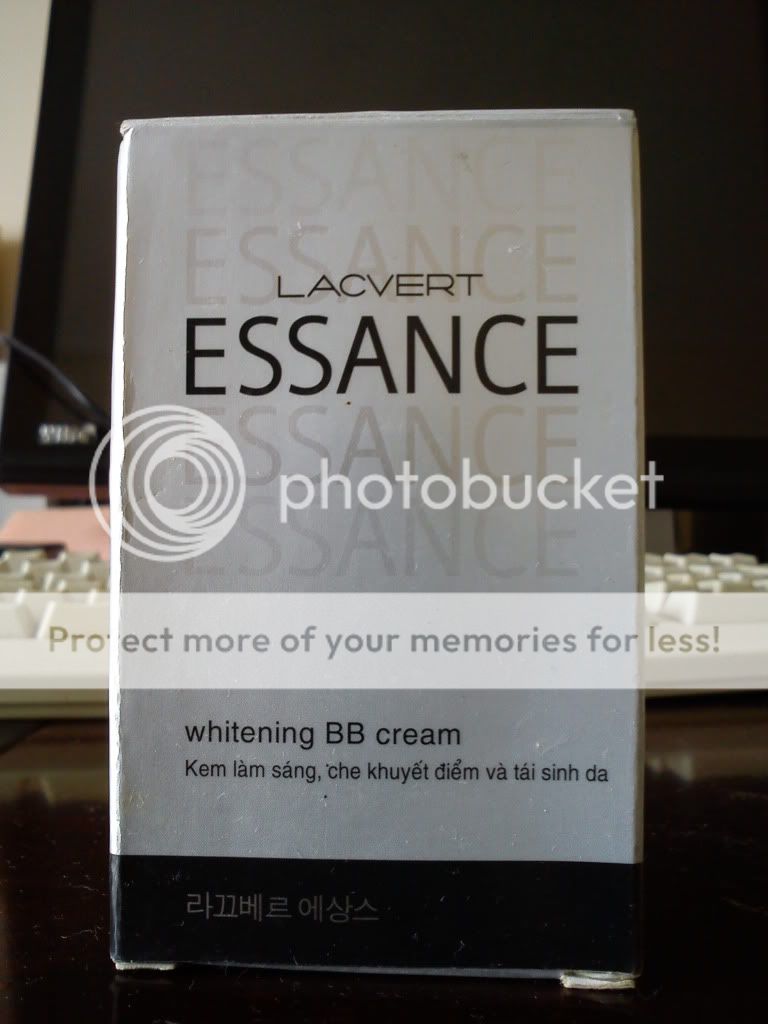 ESSANCE
ESSANCE
LACVERT
ESSANCE
ESSANCE
photobucket
ESSANCE
Protect more of your memories for less!
whitening BB cream
Kem làm sáng, che khuyết điểm và tái sinh da
라끄베르 에상스